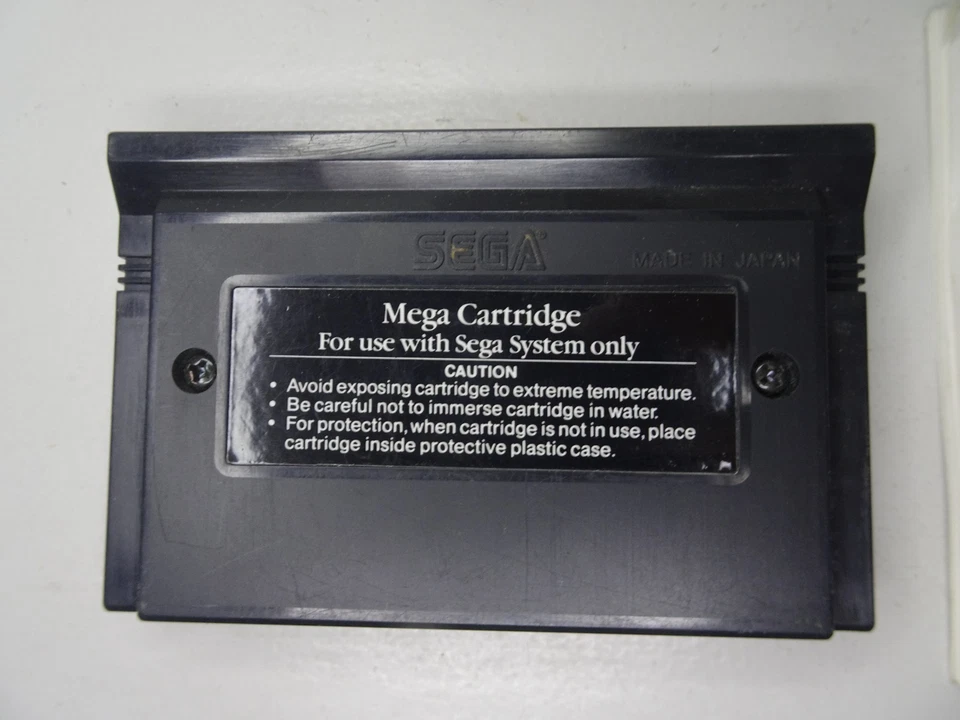 SEGA
MADE IN JAPAN
Mega Cartridge
For use with Sega System only
CAUTION
• Avoid exposing cartridge to extreme temperature.
• Be careful not to immerse cartridge in water.
• For protection, when cartridge is not in use, place
cartridge inside protective plastic case.